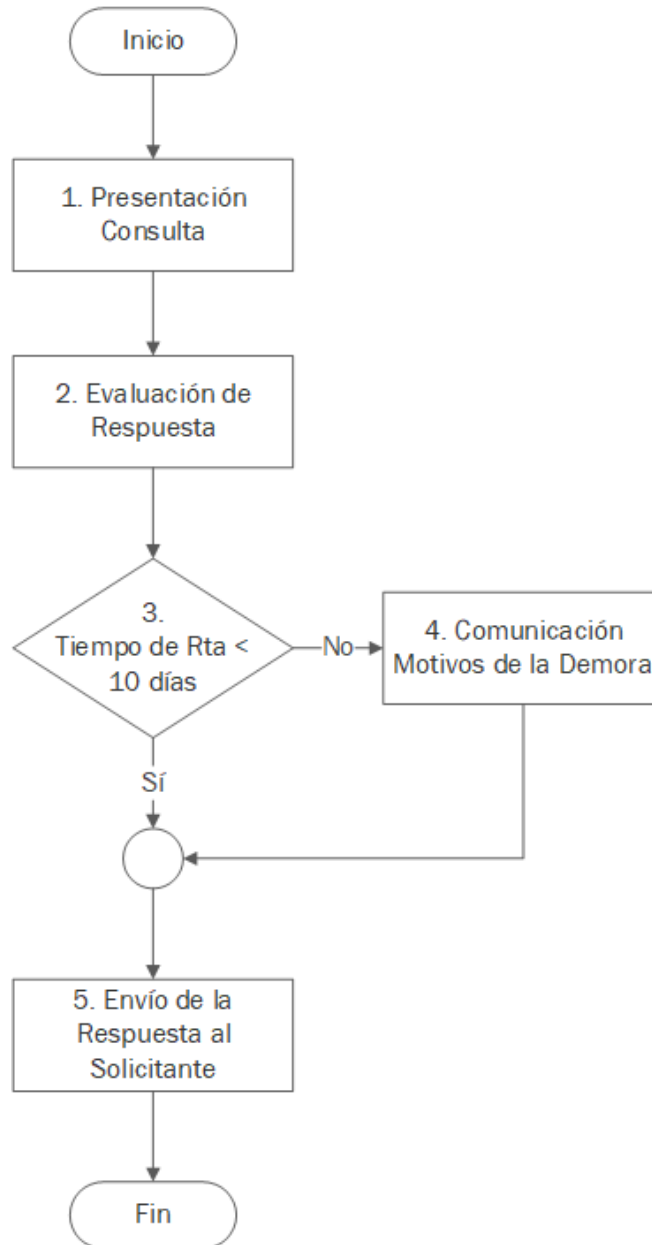 Inicio
1. Presentación
Consulta
2. Evaluación de
Respuesta
3.
Tiempo de Rta <
10 días
No
4. Comunicación
Motivos de la Demora
Sí
5. Envío de la
Respuesta al
Solicitante
Fin